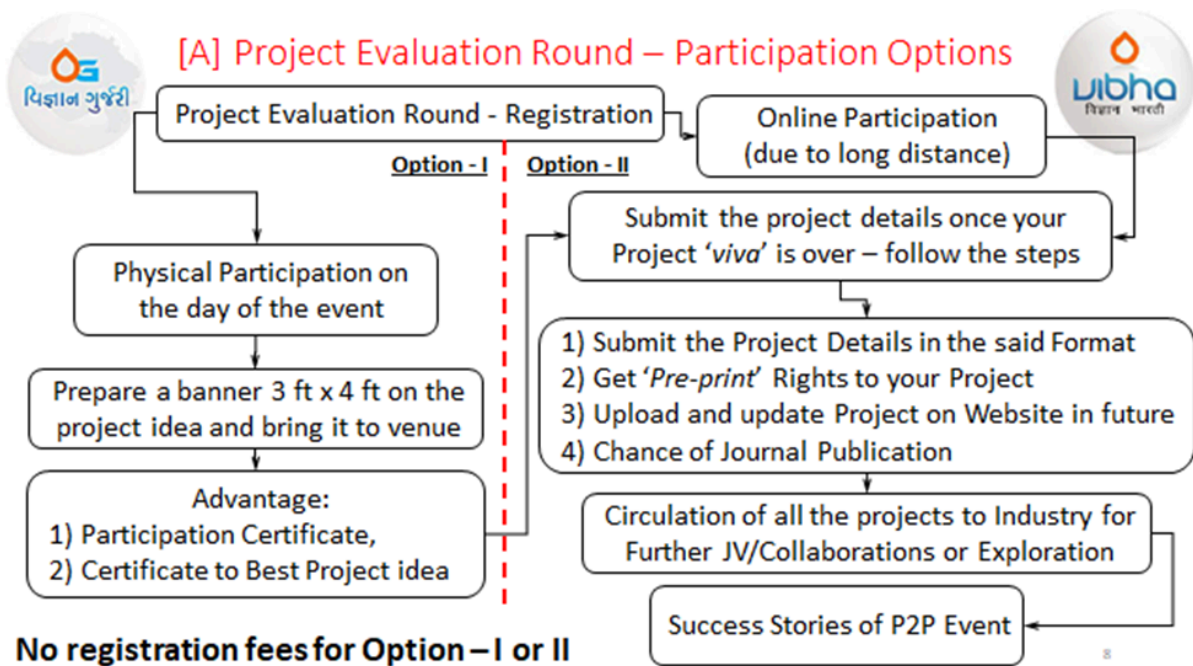 [A] Project Evaluation Round – Participation Options
વિજ્ઞાન ગુર્જરી
vibha
विज्ञान भारती
Project Evaluation Round - Registration
Option - I
Option - II
Online Participation
(due to long distance)
Physical Participation on
the day of the event
Prepare a banner 3 ft x 4 ft on the
project idea and bring it to venue
Advantage:
1) Participation Certificate,
2) Certificate to Best Project idea
Submit the project details once your
Project ‘viva’ is over – follow the steps
1) Submit the Project Details in the said Format
2) Get ‘Pre-print’ Rights to your Project
3) Upload and update Project on Website in future
4) Chance of Journal Publication
Circulation of all the projects to Industry for
Further JV/Collaborations or Exploration
Success Stories of P2P Event
No registration fees for Option – I or II
8